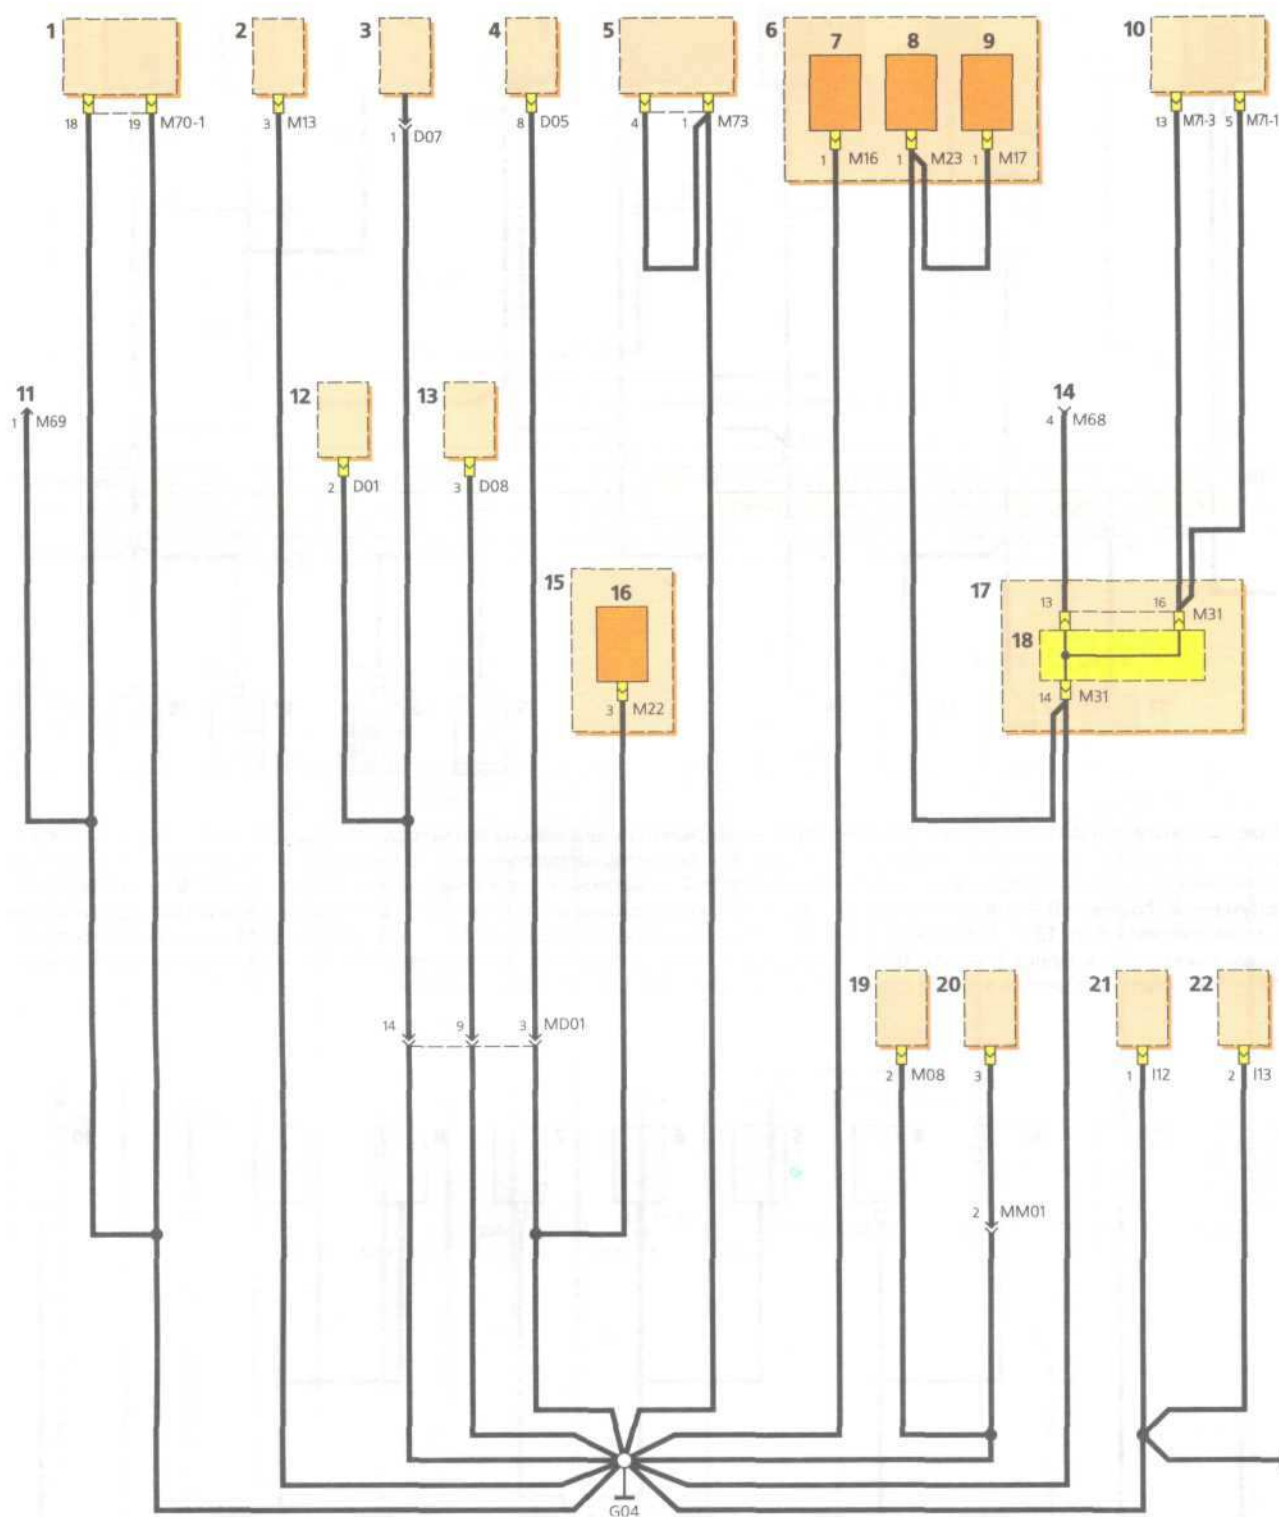 1 2 3 4 5 6 7 8 9 10
18 19 M70-1 3 M13 1 D07 8 D05 4 1 M73 1 M16 1 M23 1 M17 13 M71-3 5 M71-1
11 12 13 14
1 M69 2 D01 3 D08 4 M68
15 16 17 13 16 M31
18
3 M22 14 M31
19 20 21 22
14 9 3 MD01
2 M08 3 1 I12 2 I13
2 MM01
G04